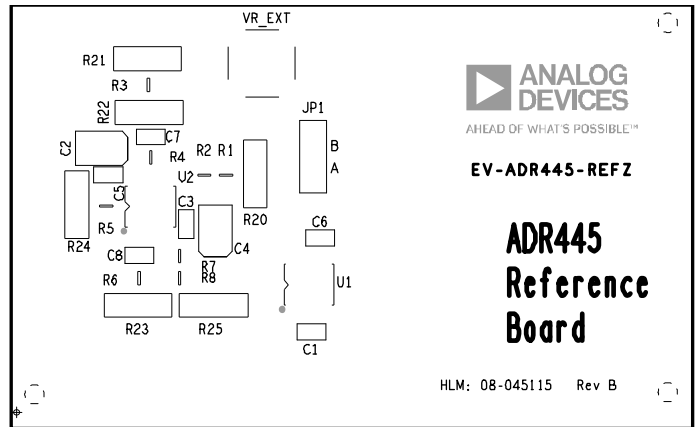 VR_EXT
R21
R3
R22
JP1
C2
C7
R4
R2 R1
B
A
U2
C5
C3
R5
R24
R20
C4
C6
C8
R7
R8
R6
U1
R23
R25
C1
ANALOG
DEVICES
AHEAD OF WHAT'S POSSIBLE™
EV-ADR445-REFZ
ADR445
Reference
Board
HLM: 08-045115 Rev B